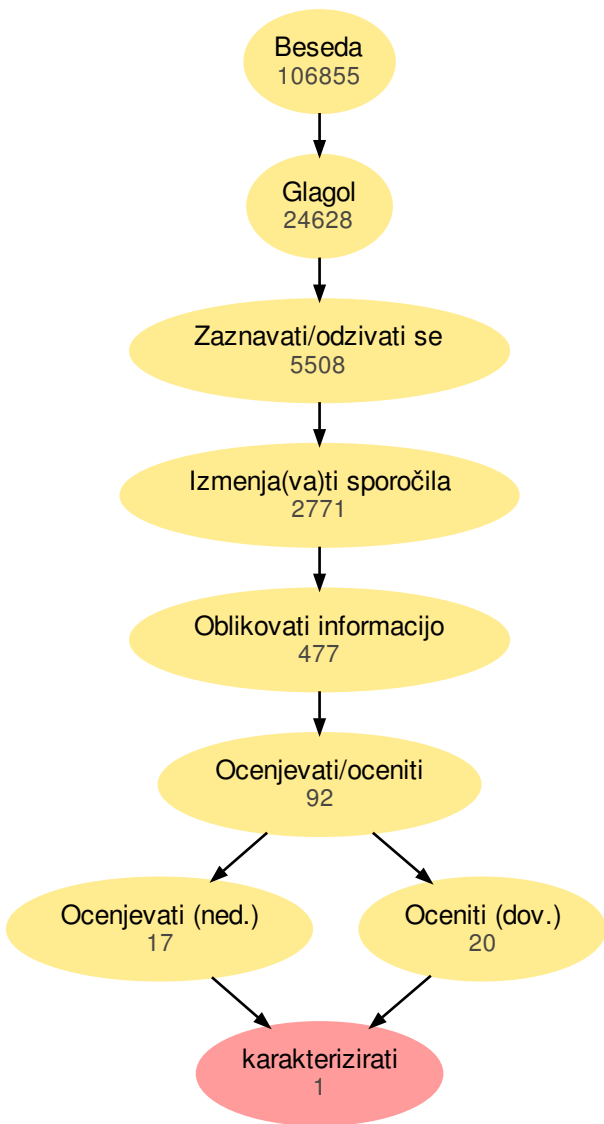 Beseda
106855
Glagol
24628
Zaznavati/odzivati se
5508
Izmenja(va)ti sporočila
2771
Oblikovati informacijo
477
Ocenjevati/oceniti
92
Ocenjevati (ned.)
17
Oceniti (dov.)
20
karakterizirati
1